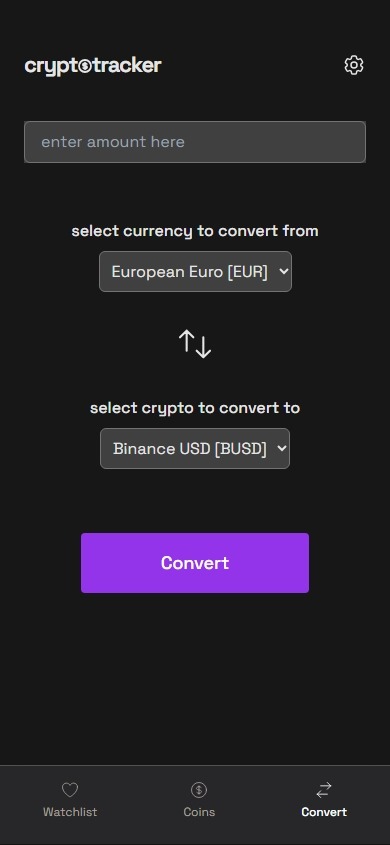 cryptotracker
enter amount here
select currency to convert from
European Euro [EUR]
select crypto to convert to
Binance USD [BUSD]
Convert
Watchlist
Coins
Convert